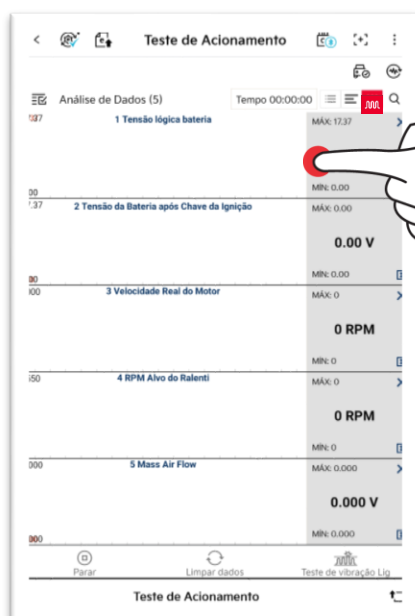 Teste de Acionamento
Análise de Dados (5)
Tempo 00:00:00
1 Tensão lógica bateria
MÁX: 17.37
MÍN: 0.00
2 Tensão da Bateria após Chave da Ignição
MÁX: 0.00
0.00 V
MÍN: 0.00
3 Velocidade Real do Motor
MÁX: 0
0 RPM
MÍN: 0
4 RPM Alvo do Ralenti
MÁX: 0
0 RPM
MÍN: 0
5 Mass Air Flow
MÁX: 0.000
0.000 V
MÍN: 0.000
Parar
Limpar dados
Teste de vibração Lig
Teste de Acionamento